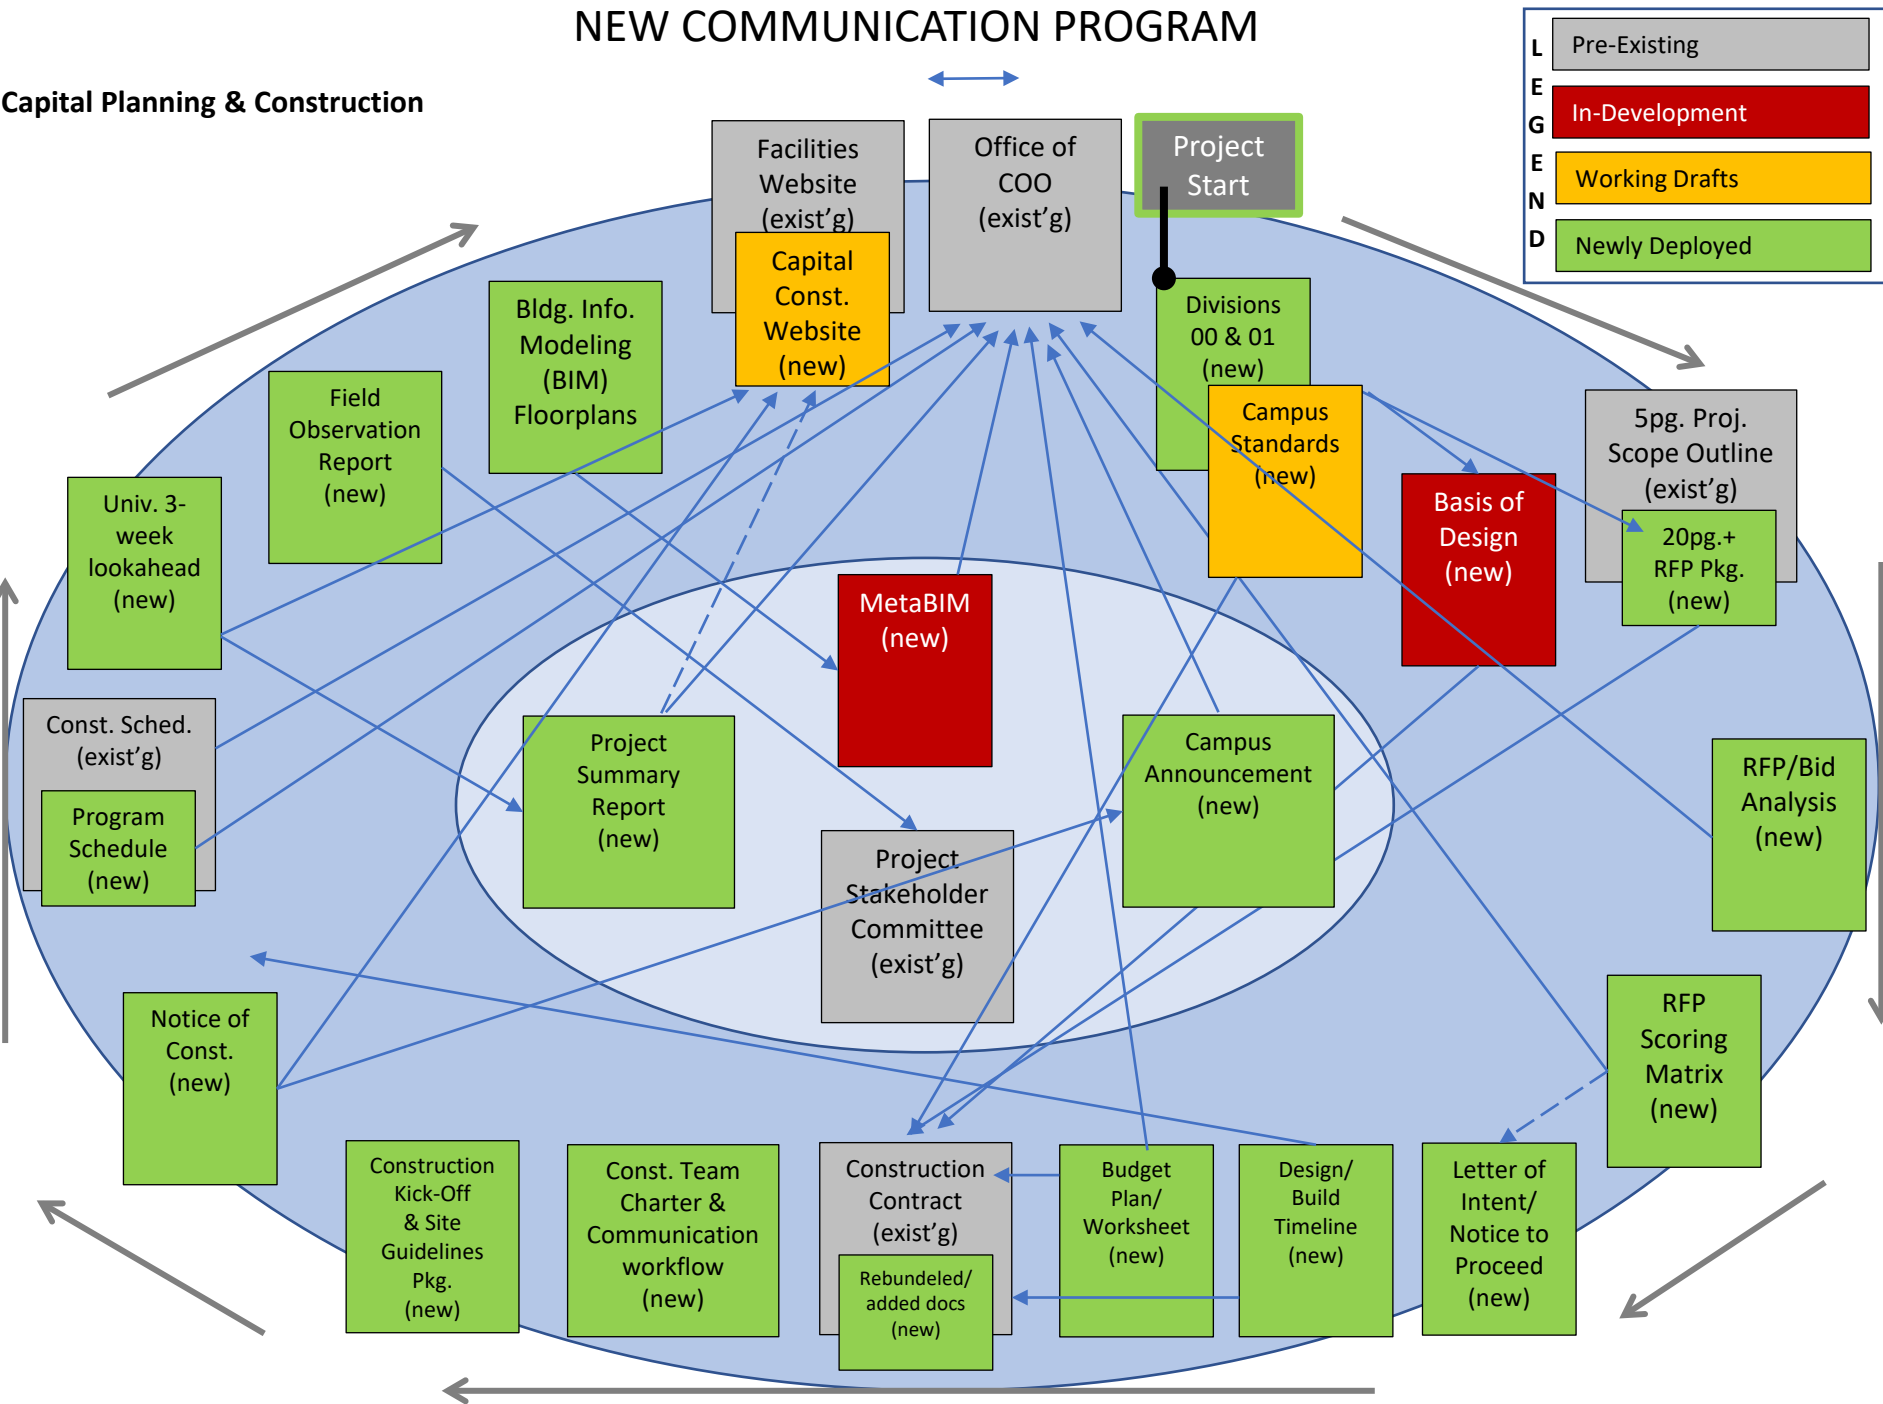 NEW COMMUNICATION PROGRAM
Capital Planning & Construction
LEGEND
Pre-Existing
In-Development
Working Drafts
Newly Deployed
Facilities
Website
(exist'g)
Capital
Const.
Website
(new)
Office of
COO
(exist'g)
Project
Start
Divisions
00 & 01
(new)
Campus
Standards
(new)
Basis of
Design
(new)
5pg. Proj.
Scope Outline
(exist'g)
20pg.+
RFP Pkg.
(new)
Bldg. Info.
Modeling
(BIM)
Floorplans
Field
Observation
Report
(new)
Univ. 3-
week
lookahead
(new)
MetaBIM
(new)
Const. Sched.
(exist'g)
Program
Schedule
(new)
Project
Summary
Report
(new)
Campus
Announcement
(new)
RFP/Bid
Analysis
(new)
Project
Stakeholder
Committee
(exist'g)
Notice of
Const.
(new)
RFP
Scoring
Matrix
(new)
Construction
Kick-Off
& Site
Guidelines
Pkg.
(new)
Const. Team
Charter &
Communication
workflow
(new)
Construction
Contract
(exist'g)
Rebundeled/
added docs
(new)
Budget
Plan/
Worksheet
(new)
Design/
Build
Timeline
(new)
Letter of
Intent/
Notice to
Proceed
(new)